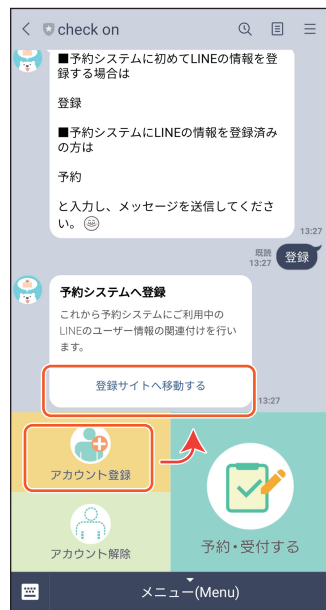 check on
■予約システムに初めてLINEの情報を登
録する場合は
登録
■予約システムにLINEの情報を登録済み
の方は
予約
と入力し、メッセージを送信してくださ
い。
13:27
既読
13:27
登録
予約システムへ登録
これから予約システムにご利用中の
LINEのユーザー情報の関連付けを行い
ます。
登録サイトへ移動する
13:27
アカウント登録
アカウント解除
予約・受付する
メニュー(Menu)